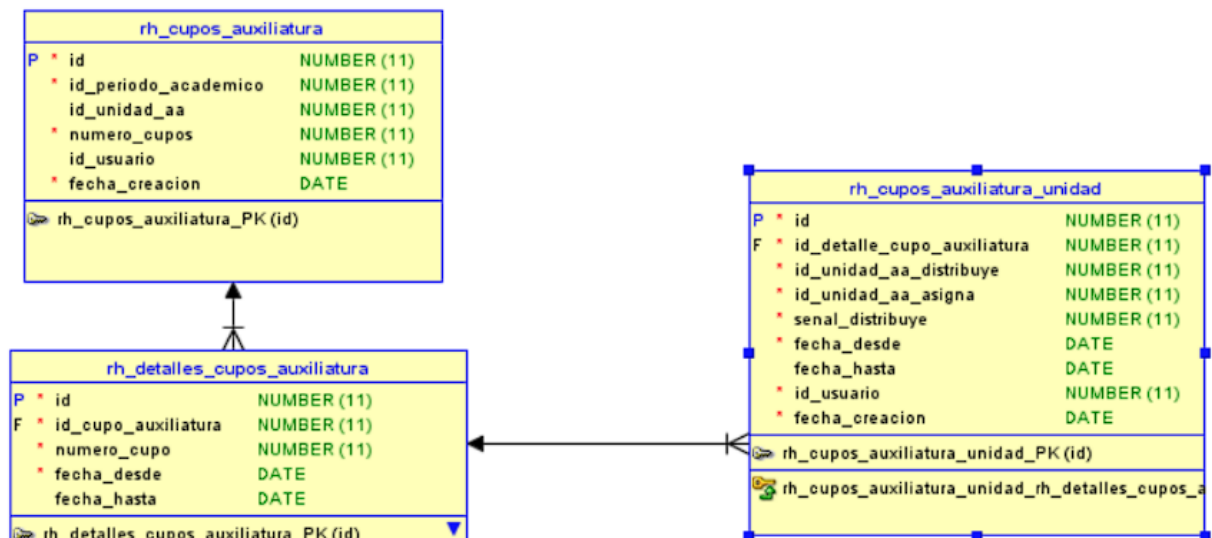 rh_cupos_auxiliatura
P * id NUMBER (11)
* id_periodo_academico NUMBER (11)
id_unidad_aa NUMBER (11)
* numero_cupos NUMBER (11)
id_usuario NUMBER (11)
* fecha_creacion DATE
rh_cupos_auxiliatura_PK (id)
rh_detalles_cupos_auxiliatura
P * id NUMBER (11)
F * id_cupo_auxiliatura NUMBER (11)
* numero_cupo NUMBER (11)
* fecha_desde DATE
fecha_hasta DATE
rh_detalles_cupos_auxiliatura_PK (id)
rh_cupos_auxiliatura_unidad
P * id NUMBER (11)
F * id_detalle_cupo_auxiliatura NUMBER (11)
* id_unidad_aa_distribuye NUMBER (11)
* id_unidad_aa_asigna NUMBER (11)
* senal_distribuye NUMBER (11)
* fecha_desde DATE
fecha_hasta DATE
* id_usuario NUMBER (11)
* fecha_creacion DATE
rh_cupos_auxiliatura_unidad_PK (id)
rh_cupos_auxiliatura_unidad_rh_detalles_cupos_a